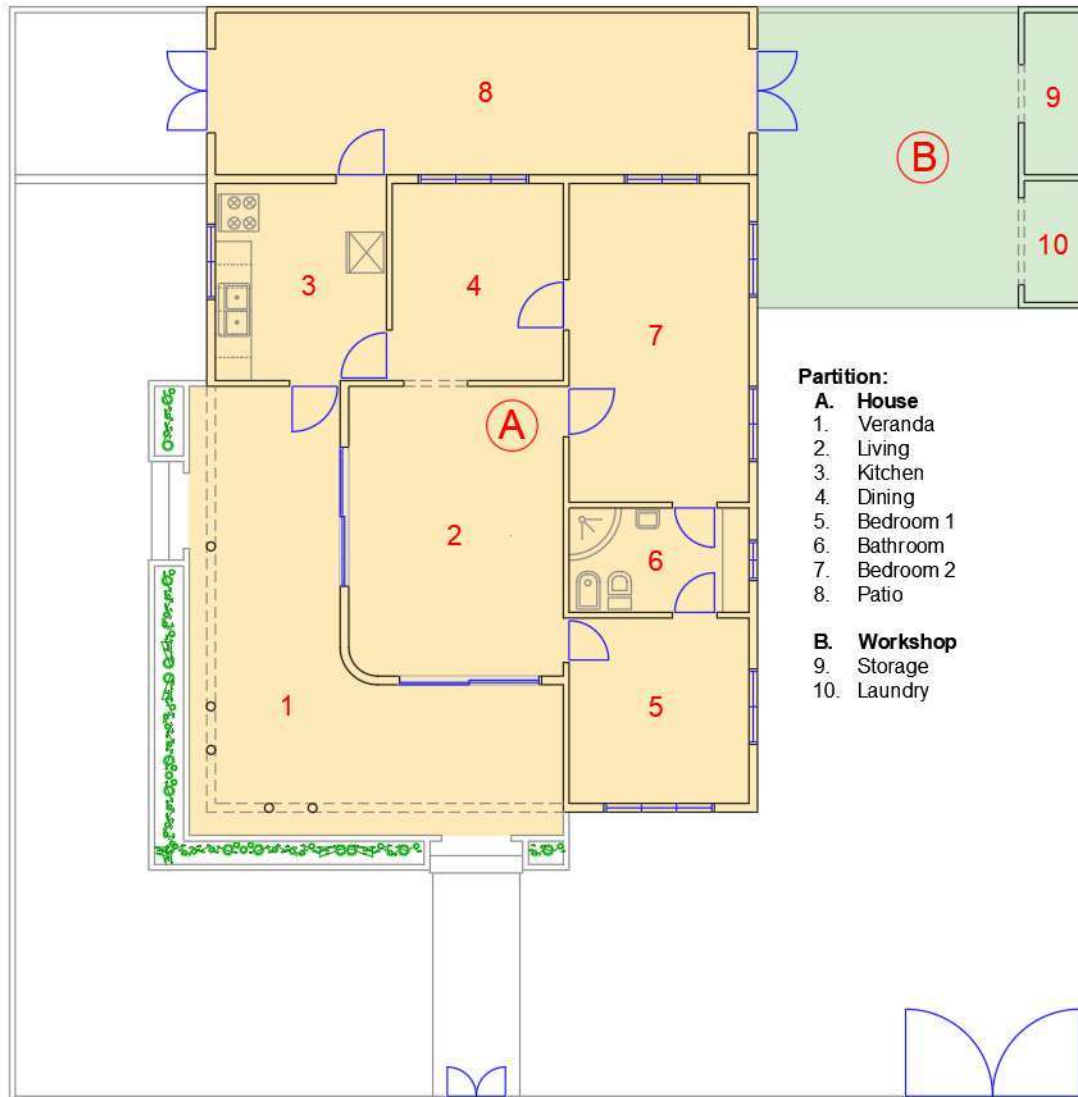 8
9
B
10
3
4
7
A
2
6
1
5
Partition:
A. House
1. Veranda
2. Living
3. Kitchen
4. Dining
5. Bedroom 1
6. Bathroom
7. Bedroom 2
8. Patio
B. Workshop
9. Storage
10. Laundry